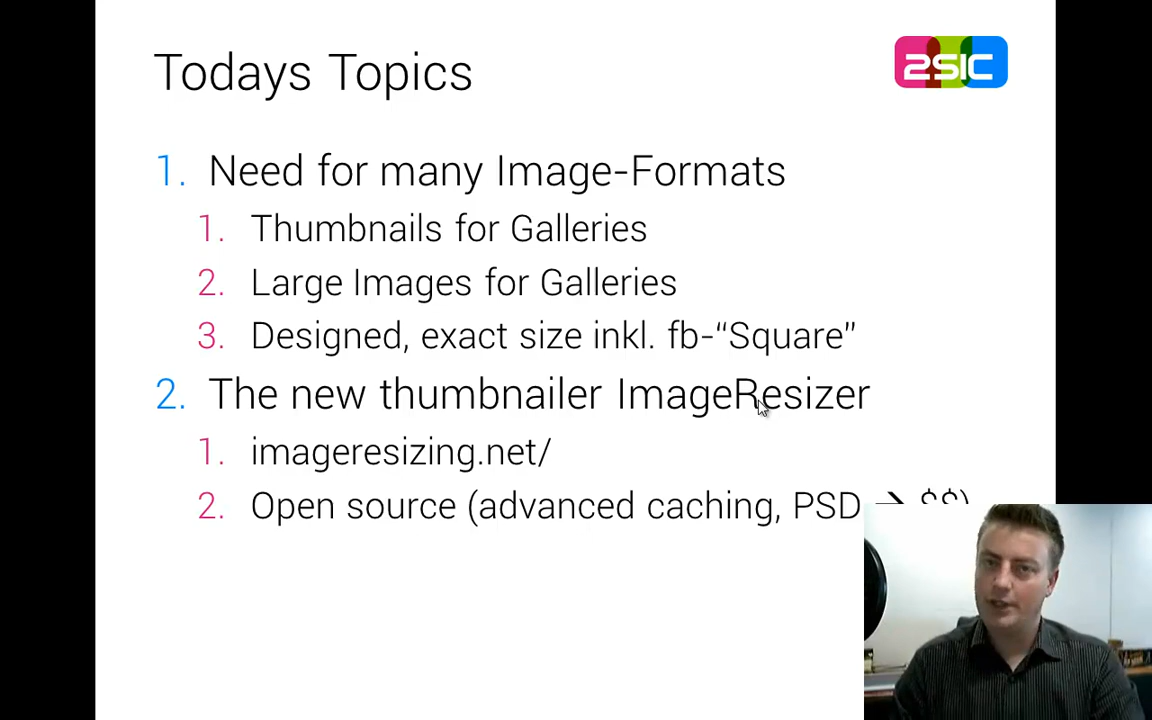 Todays Topics
2SIC
1. Need for many Image-Formats
1. Thumbnails for Galleries
2. Large Images for Galleries
3. Designed, exact size inkl. fb-“Square”
2. The new thumbnailer ImageResizer
1. imageresizing.net/
2. Open source (advanced caching, PSD → $$)